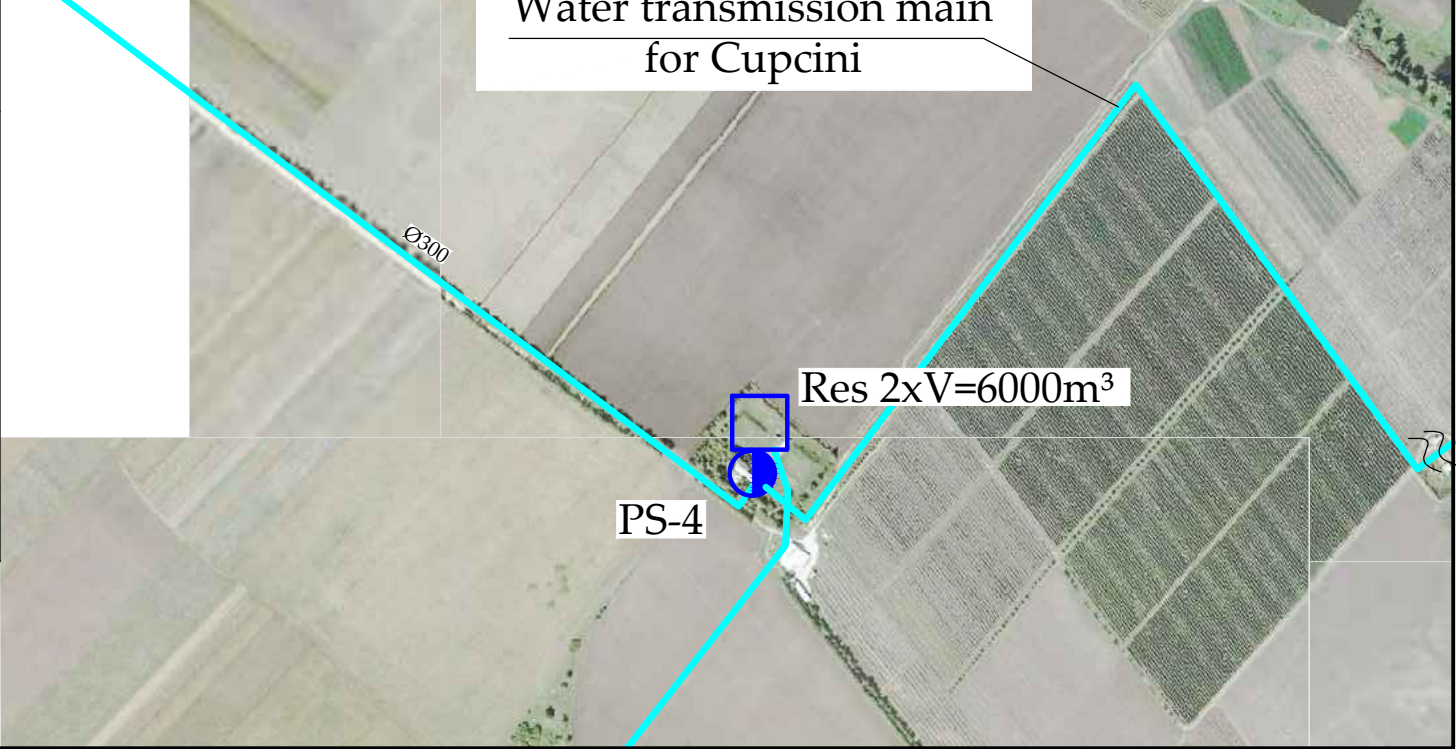 Water transmission main
for Cupcini
Ø300
Res 2xV=6000m³
PS-4